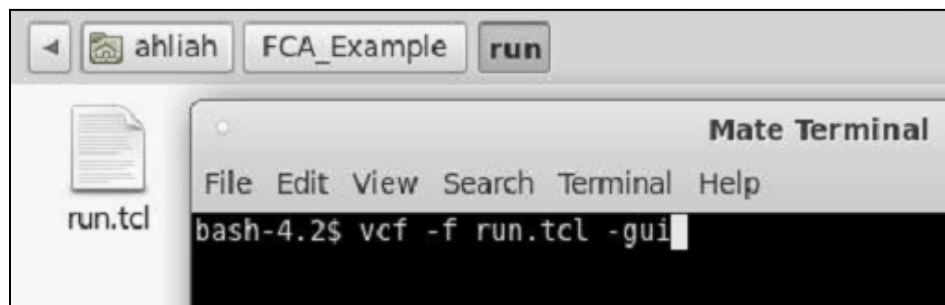 ahliah FCA_Example run
Mate Terminal
File Edit View Search Terminal Help
run.tcl
bash-4.2$ vcf -f run.tcl -gui